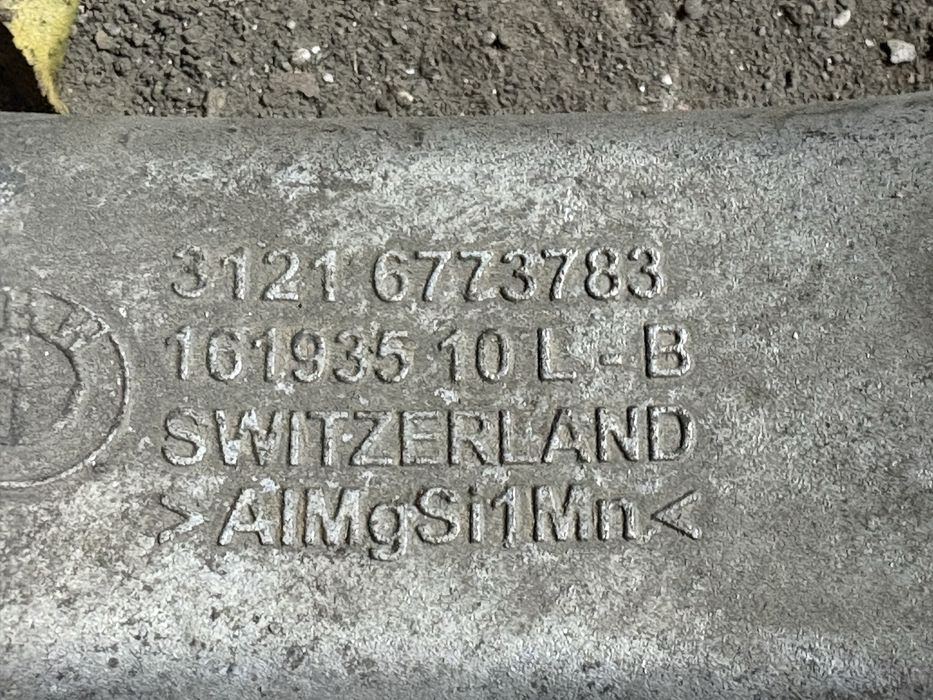 3121 6773783
161935 10 L - B
SWITZERLAND
>AlMgSi1Mn<